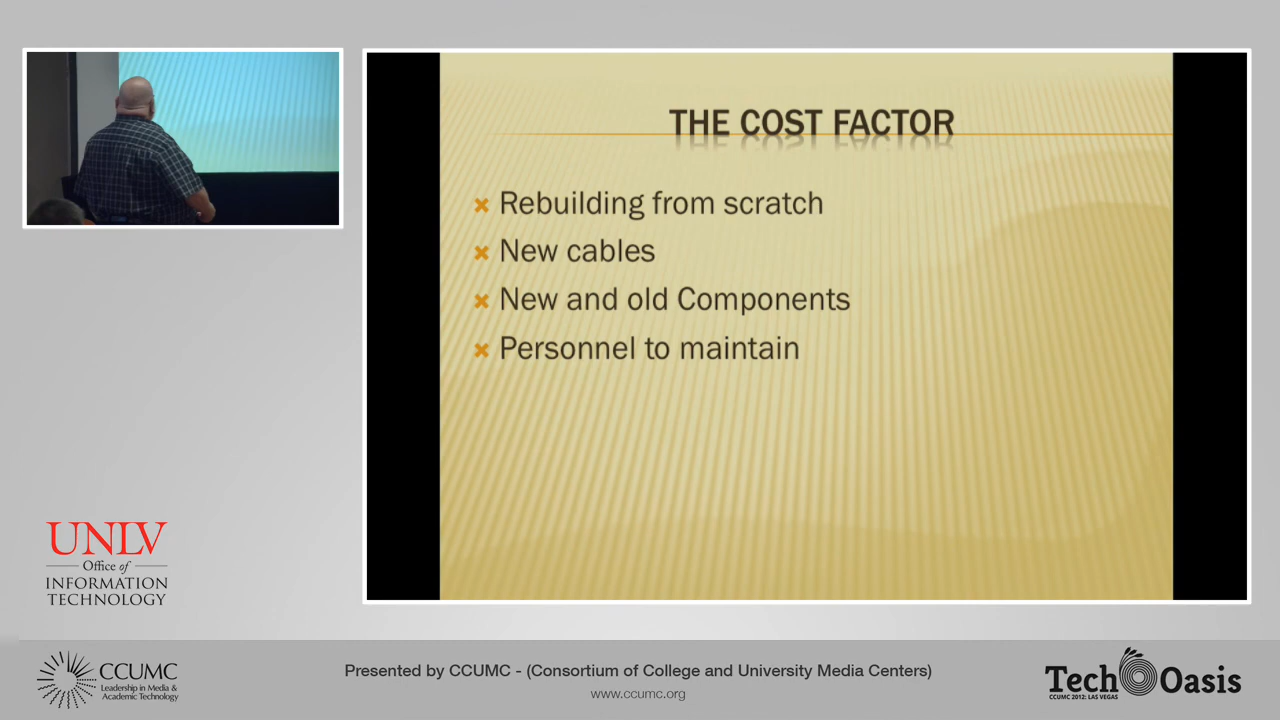 THE COST FACTOR
Rebuilding from scratch
New cables
New and old Components
Personnel to maintain
UNLV
Office of
INFORMATION
TECHNOLOGY
CCUMC
Leadership in Media &
Academic Technology
Presented by CCUMC - (Consortium of College and University Media Centers)
www.ccumc.org
Tech Oasis
CCUMC 2012: LAS VEGAS